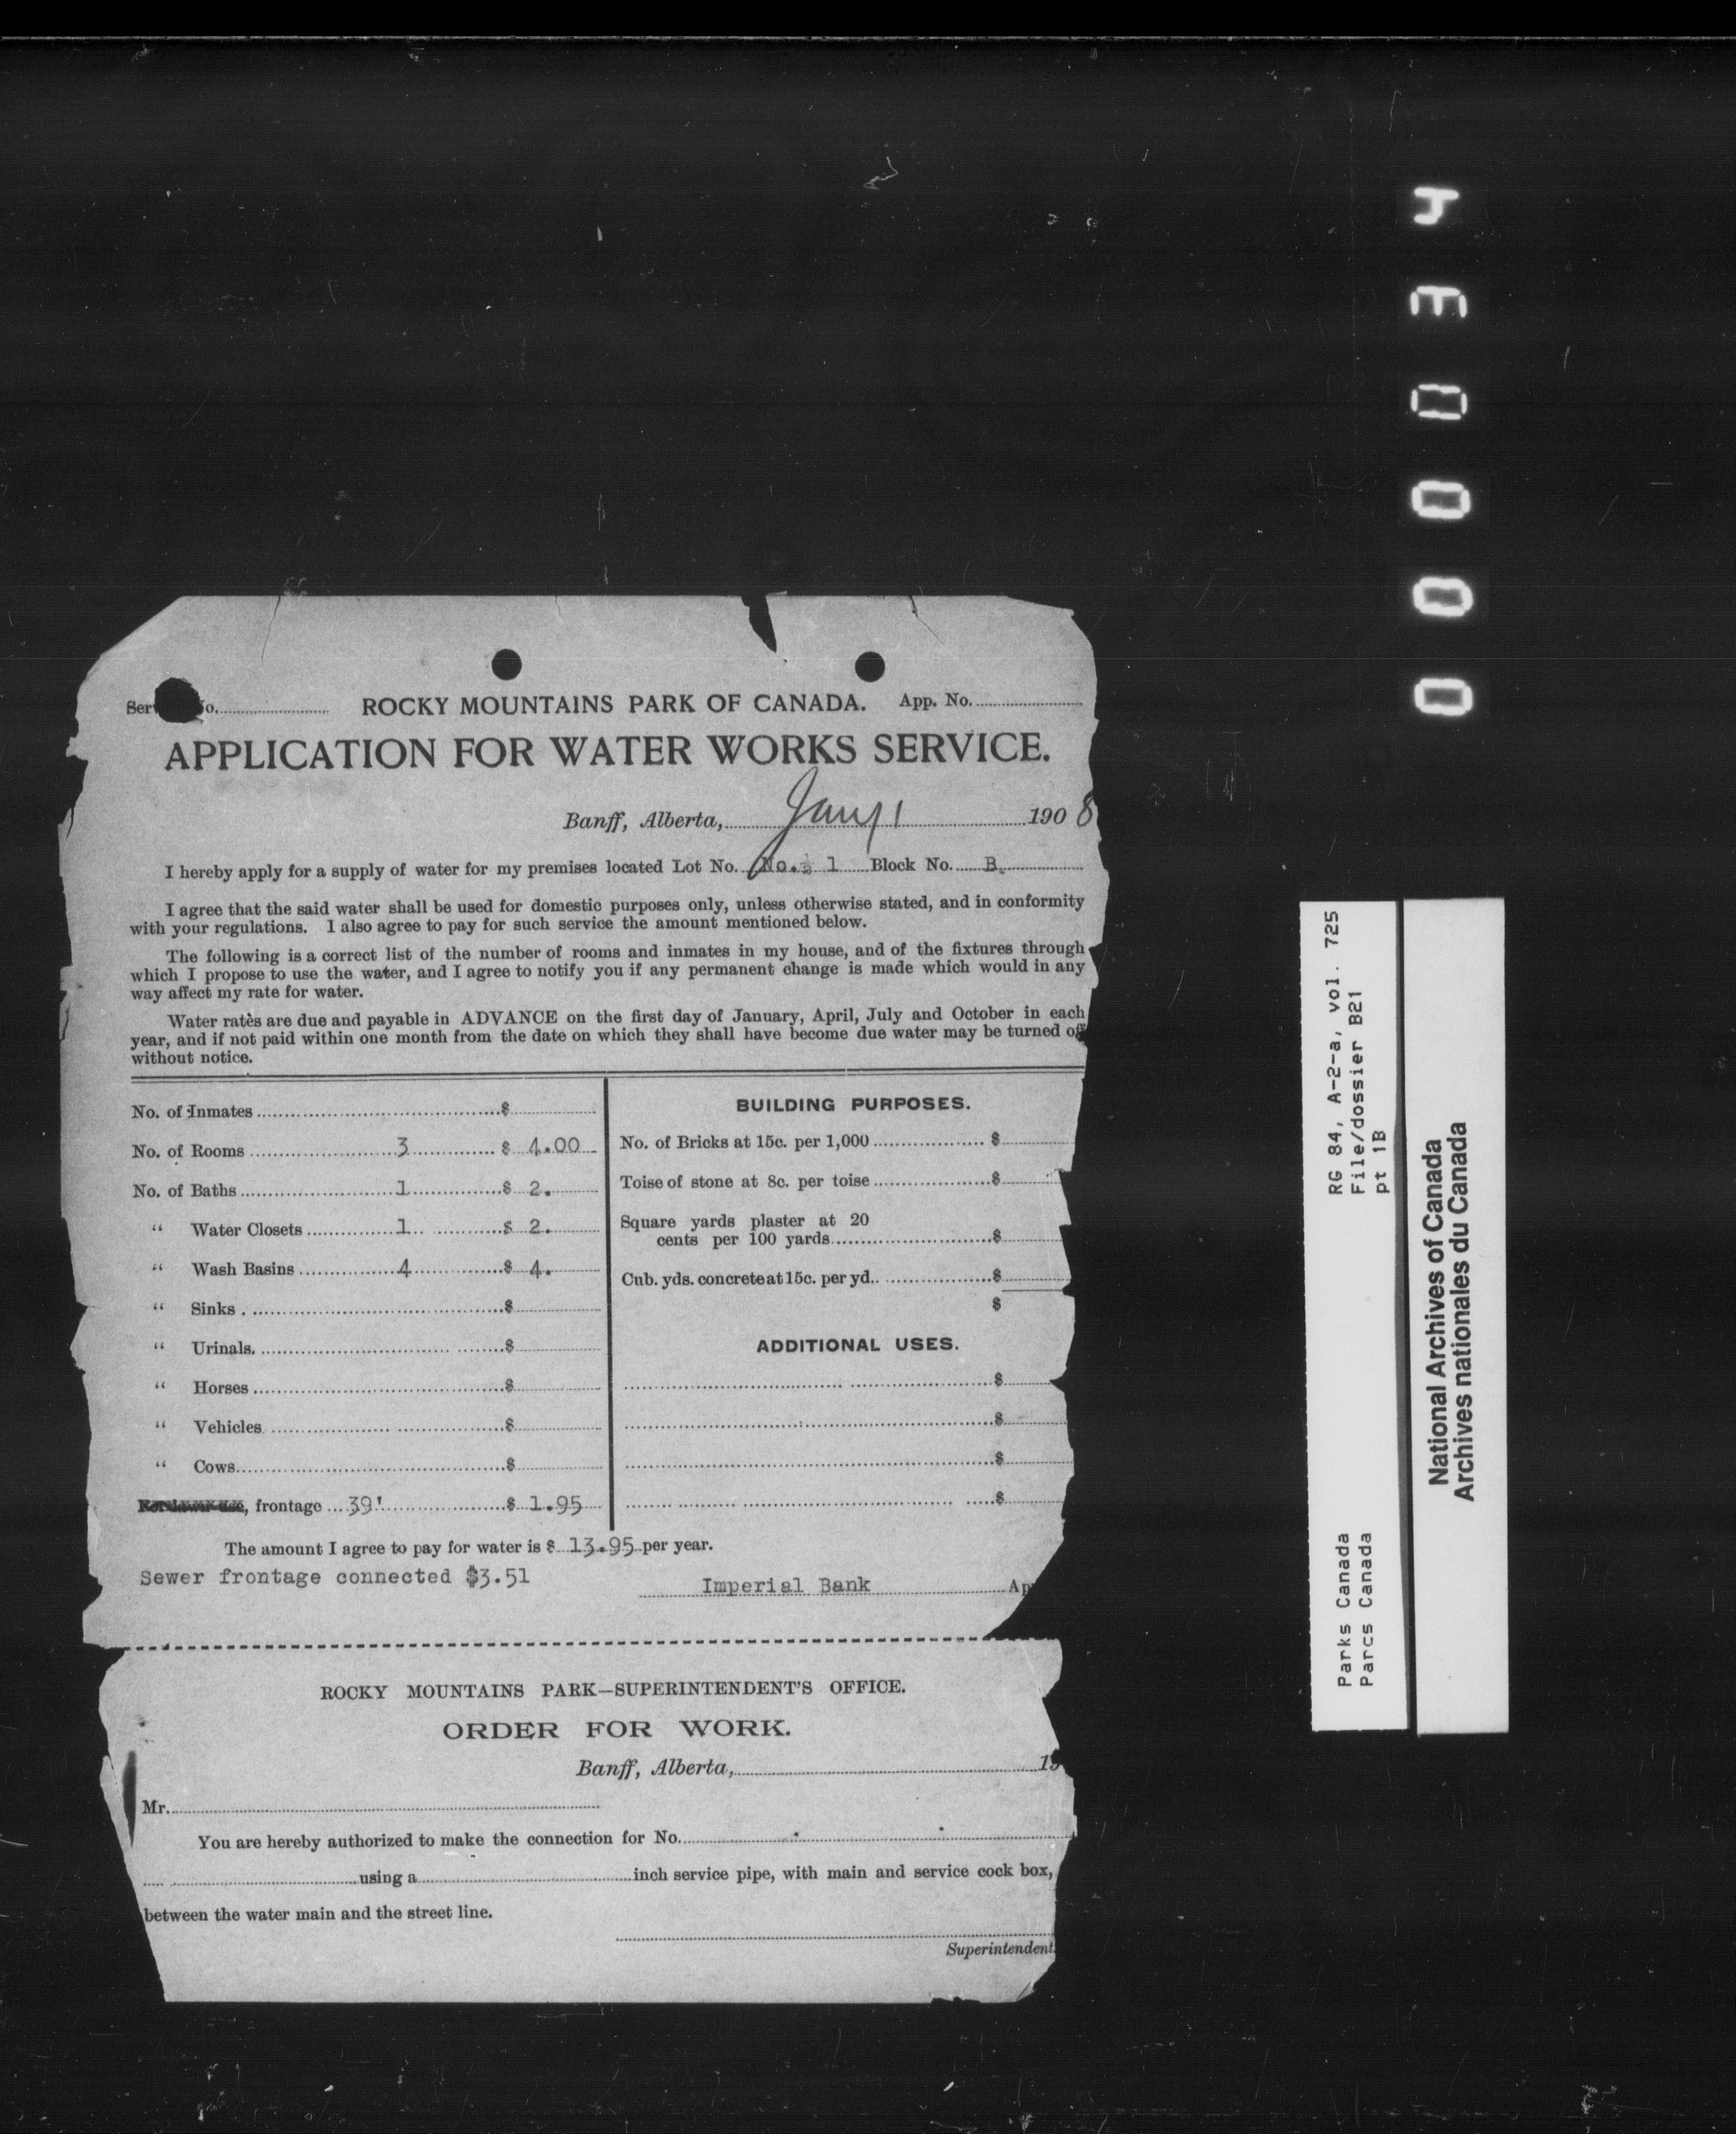 Ser o. ROCKY MOUNTAINS PARK OF CANADA. App. No.
APPLICATION FOR WATER WORKS SERVICE.
Banff, Alberta, Jany 1 1908
I hereby apply for a supply of water for my premises located Lot No. No. 1 Block No. B.
I agree that the said water shall be used for domestic purposes only, unless otherwise stated, and in conformity
with your regulations. I also agree to pay for such service the amount mentioned below.
The following is a correct list of the number of rooms and inmates in my house, and of the fixtures through
which I propose to use the water, and I agree to notify you if any permanent change is made which would in any
way affect my rate for water.
Water rates are due and payable in ADVANCE on the first day of January, April, July and October in each
year, and if not paid within one month from the date on which they shall have become due water may be turned off
without notice.
No. of Inmates $
No. of Rooms 3 $ 4.00
No. of Baths 1 $ 2.
" Water Closets 1 $ 2.
" Wash Basins 4 $ 4.
" Sinks $
" Urinals. $
" Horses $
" Vehicles $
" Cows $
, frontage 39' $ 1.95
BUILDING PURPOSES.
No. of Bricks at 15c. per 1,000 $
Toise of stone at 8c. per toise $
Square yards plaster at 20
cents per 100 yards $
Cub. yds. concrete at 15c. per yd. $
$
ADDITIONAL USES.
$
$
$
$
The amount I agree to pay for water is $ 13.95 per year.
Sewer frontage connected $3.51
Imperial Bank Ap
ROCKY MOUNTAINS PARK—SUPERINTENDENT'S OFFICE.
ORDER FOR WORK.
Banff, Alberta, 19
Mr.
You are hereby authorized to make the connection for No.
using a inch service pipe, with main and service cock box,
between the water main and the street line.
Superintendent.
000034
RG 84, A-2-a, vol. 725
File/dossier B21
pt 1B
Parks Canada
Parcs Canada
National Archives of Canada
Archives nationales du Canada